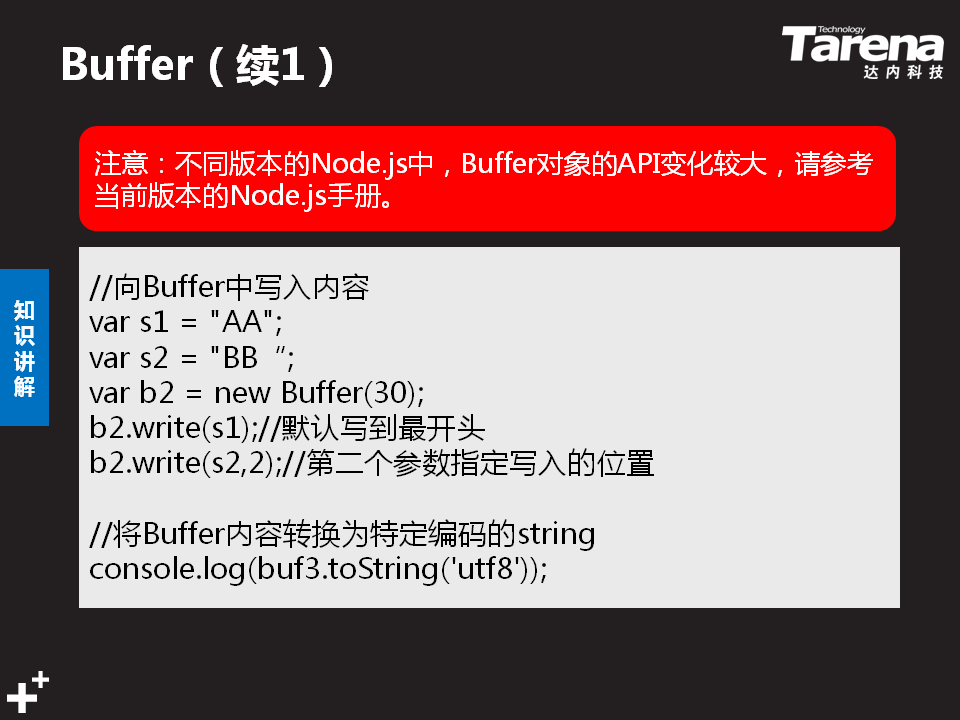 Buffer（续1）
Technology
Tarena
达内科技
注意：不同版本的Node.js中，Buffer对象的API变化较大，请参考
当前版本的Node.js手册。
知识讲解
//向Buffer中写入内容
var s1 = "AA";
var s2 = "BB“;
var b2 = new Buffer(30);
b2.write(s1);//默认写到最开头
b2.write(s2,2);//第二个参数指定写入的位置
//将Buffer内容转换为特定编码的string
console.log(buf3.toString('utf8'));